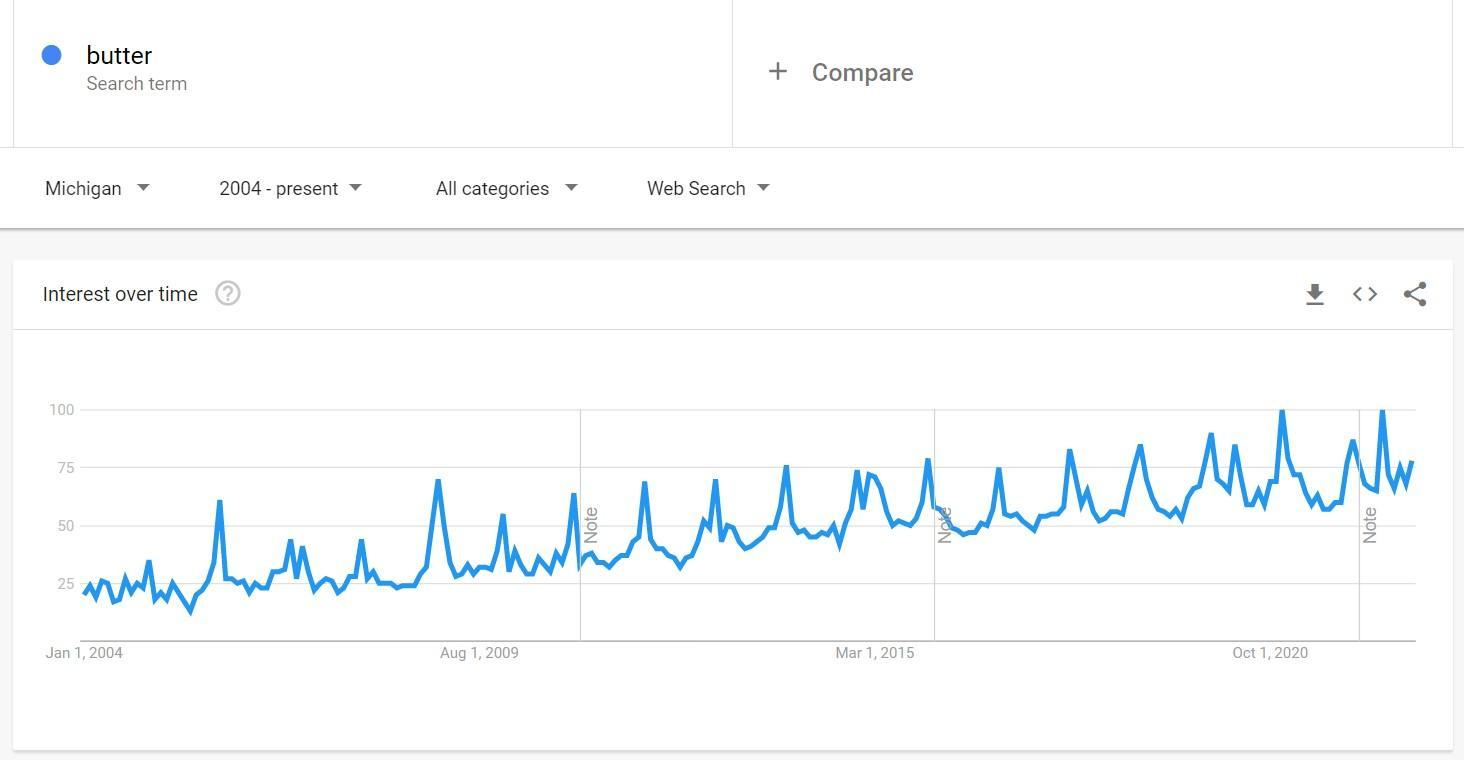 butter
Search term
+ Compare
Michigan
2004 - present
All categories
Web Search
Interest over time
?
100
75
50
25
Note
Note
Note
Jan 1, 2004
Aug 1, 2009
Mar 1, 2015
Oct 1, 2020